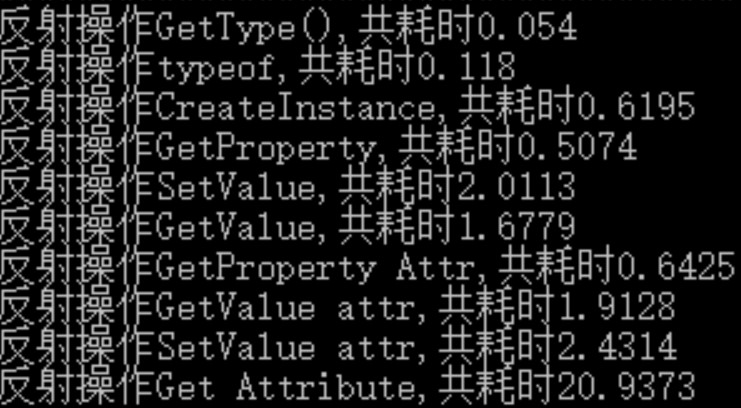 反射操作GetType(),共耗时0.054
反射操作typeof,共耗时0.118
反射操作CreateInstance,共耗时0.6195
反射操作GetProperty,共耗时0.5074
反射操作SetValue,共耗时2.0113
反射操作GetValue,共耗时1.6779
反射操作GetProperty Attr,共耗时0.6425
反射操作GetValue attr,共耗时1.9128
反射操作SetValue attr,共耗时2.4314
反射操作Get Attribute,共耗时20.9373